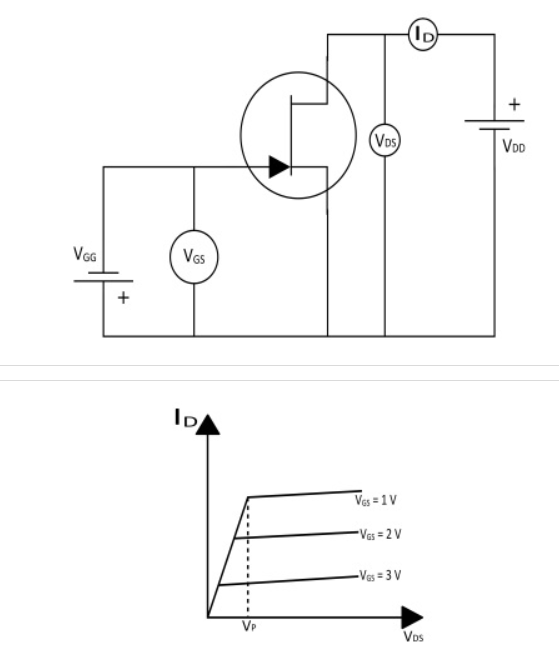 ID
+
VDS
VDD
VGG
VGS
+
ID
VGS = 1 V
-VGS = 2 V
-VGS = 3 V
VP
VDS